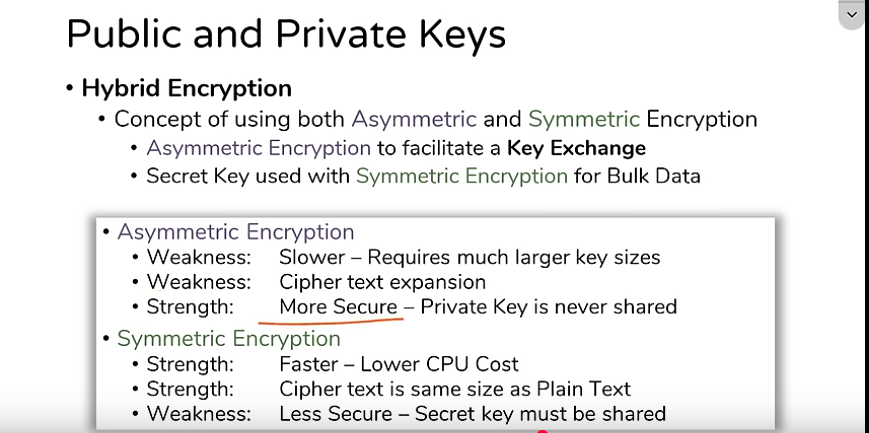 Public and Private Keys
• Hybrid Encryption
• Concept of using both Asymmetric and Symmetric Encryption
• Asymmetric Encryption to facilitate a Key Exchange
• Secret Key used with Symmetric Encryption for Bulk Data
• Asymmetric Encryption
• Weakness: Slower – Requires much larger key sizes
• Weakness: Cipher text expansion
• Strength: More Secure – Private Key is never shared
• Symmetric Encryption
• Strength: Faster – Lower CPU Cost
• Strength: Cipher text is same size as Plain Text
• Weakness: Less Secure – Secret key must be shared